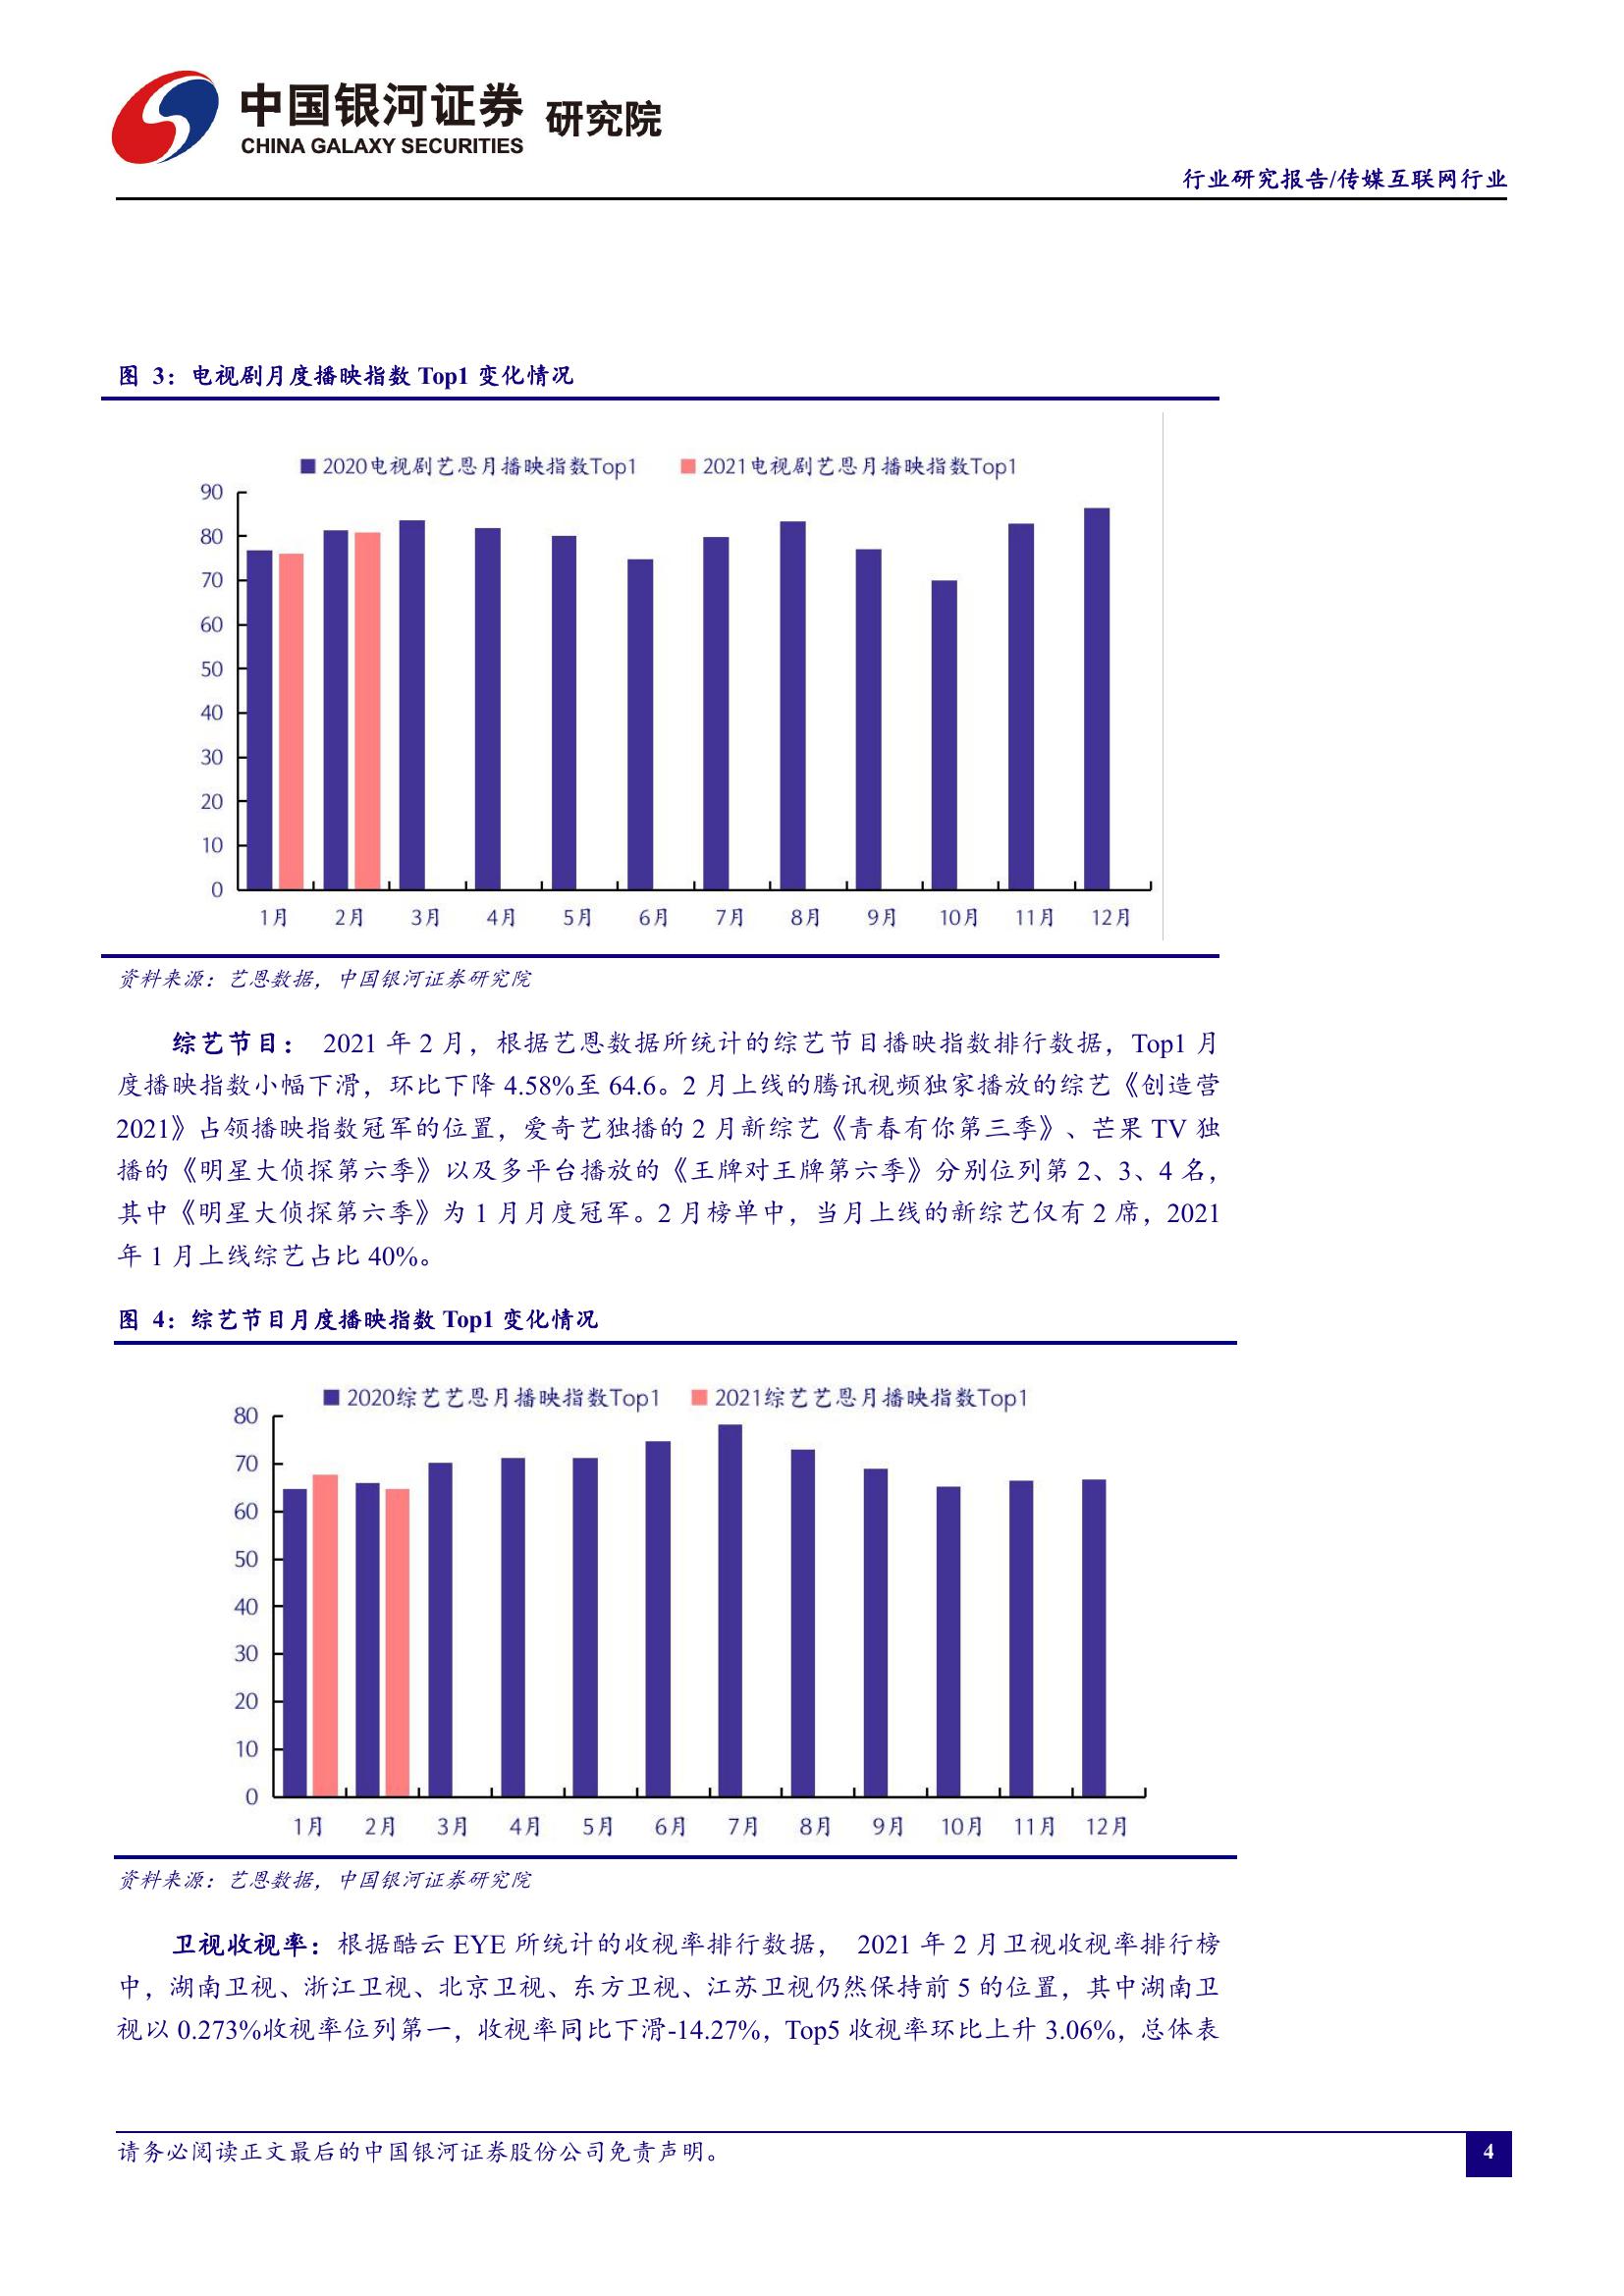 中国银河证券 研究院
CHINA GALAXY SECURITIES
行业研究报告/传媒互联网行业
图 3：电视剧月度播映指数 Top1 变化情况
2020电视剧艺恩月播映指数Top1 2021电视剧艺恩月播映指数Top1
90
80
70
60
50
40
30
20
10
0
1月 2月 3月 4月 5月 6月 7月 8月 9月 10月 11月 12月
资料来源：艺恩数据，中国银河证券研究院
综艺节目： 2021 年 2 月，根据艺恩数据所统计的综艺节目播映指数排行数据，Top1 月
度播映指数小幅下滑，环比下降 4.58%至 64.6。2 月上线的腾讯视频独家播放的综艺《创造营
2021》占领播映指数冠军的位置，爱奇艺独播的 2 月新综艺《青春有你第三季》、芒果 TV 独
播的《明星大侦探第六季》以及多平台播放的《王牌对王牌第六季》分别位列第 2、3、4 名，
其中《明星大侦探第六季》为 1 月月度冠军。2 月榜单中，当月上线的新综艺仅有 2 席，2021
年 1 月上线综艺占比 40%。
图 4：综艺节目月度播映指数 Top1 变化情况
2020综艺艺恩月播映指数Top1 2021综艺艺恩月播映指数Top1
80
70
60
50
40
30
20
10
0
1月 2月 3月 4月 5月 6月 7月 8月 9月 10月 11月 12月
资料来源：艺恩数据，中国银河证券研究院
卫视收视率：根据酷云 EYE 所统计的收视率排行数据， 2021 年 2 月卫视收视率排行榜
中，湖南卫视、浙江卫视、北京卫视、东方卫视、江苏卫视仍然保持前 5 的位置，其中湖南卫
视以 0.273%收视率位列第一，收视率同比下滑-14.27%，Top5 收视率环比上升 3.06%，总体表
请务必阅读正文最后的中国银河证券股份公司免责声明。
4